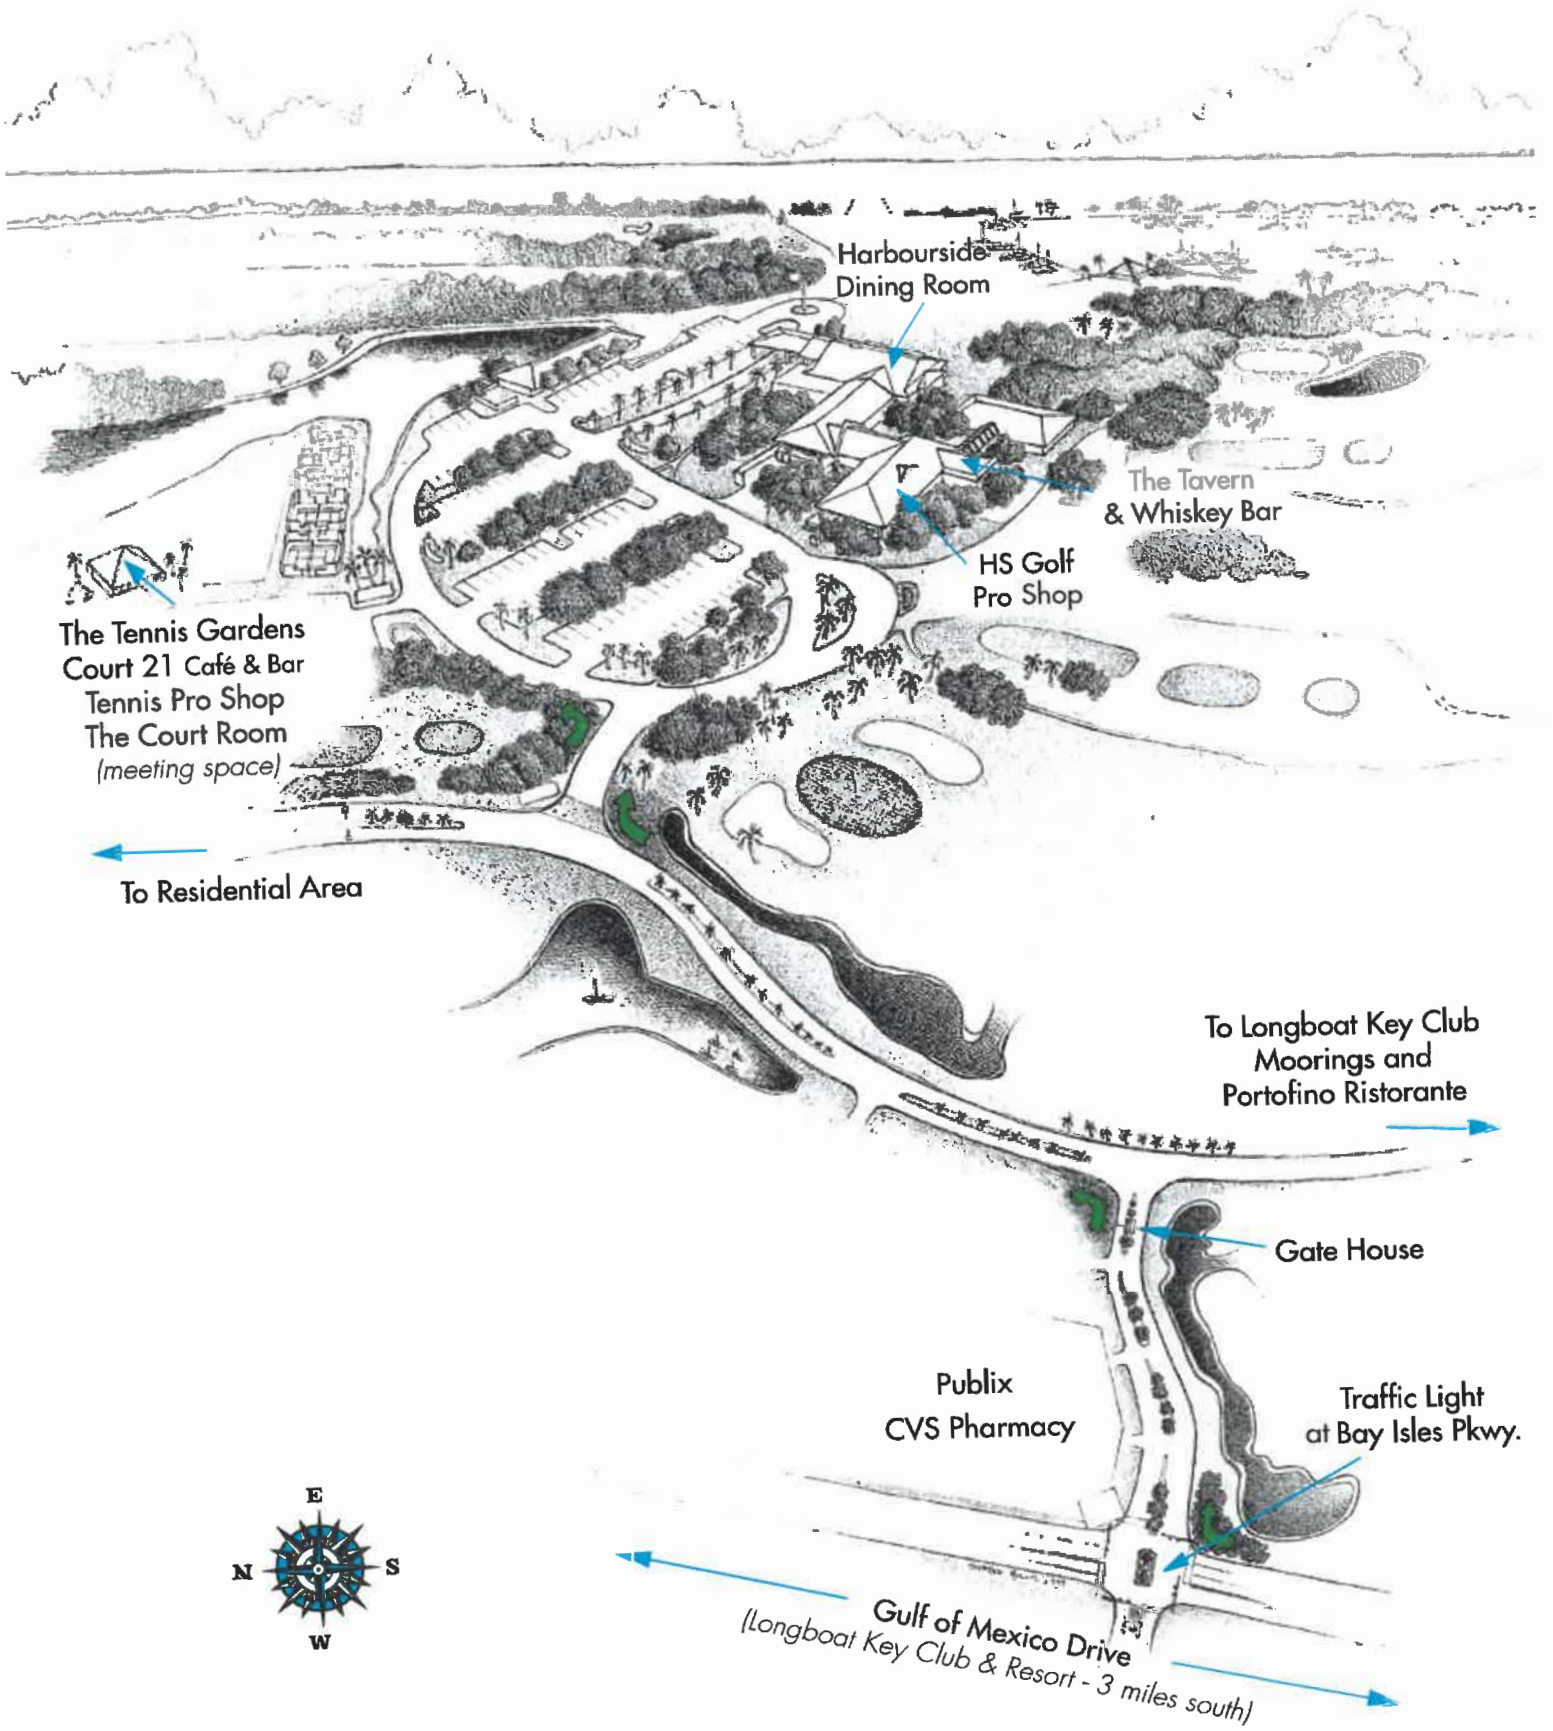 Harbourside
Dining Room
The Tavern
& Whiskey Bar
HS Golf
Pro Shop
The Tennis Gardens
Court 21 Café & Bar
Tennis Pro Shop
The Court Room
(meeting space)
To Residential Area
To Longboat Key Club
Moorings and
Portofino Ristorante
Gate House
Publix
CVS Pharmacy
Traffic Light
at Bay Isles Pkwy.
E
N
S
W
Gulf of Mexico Drive
(Longboat Key Club & Resort - 3 miles south)